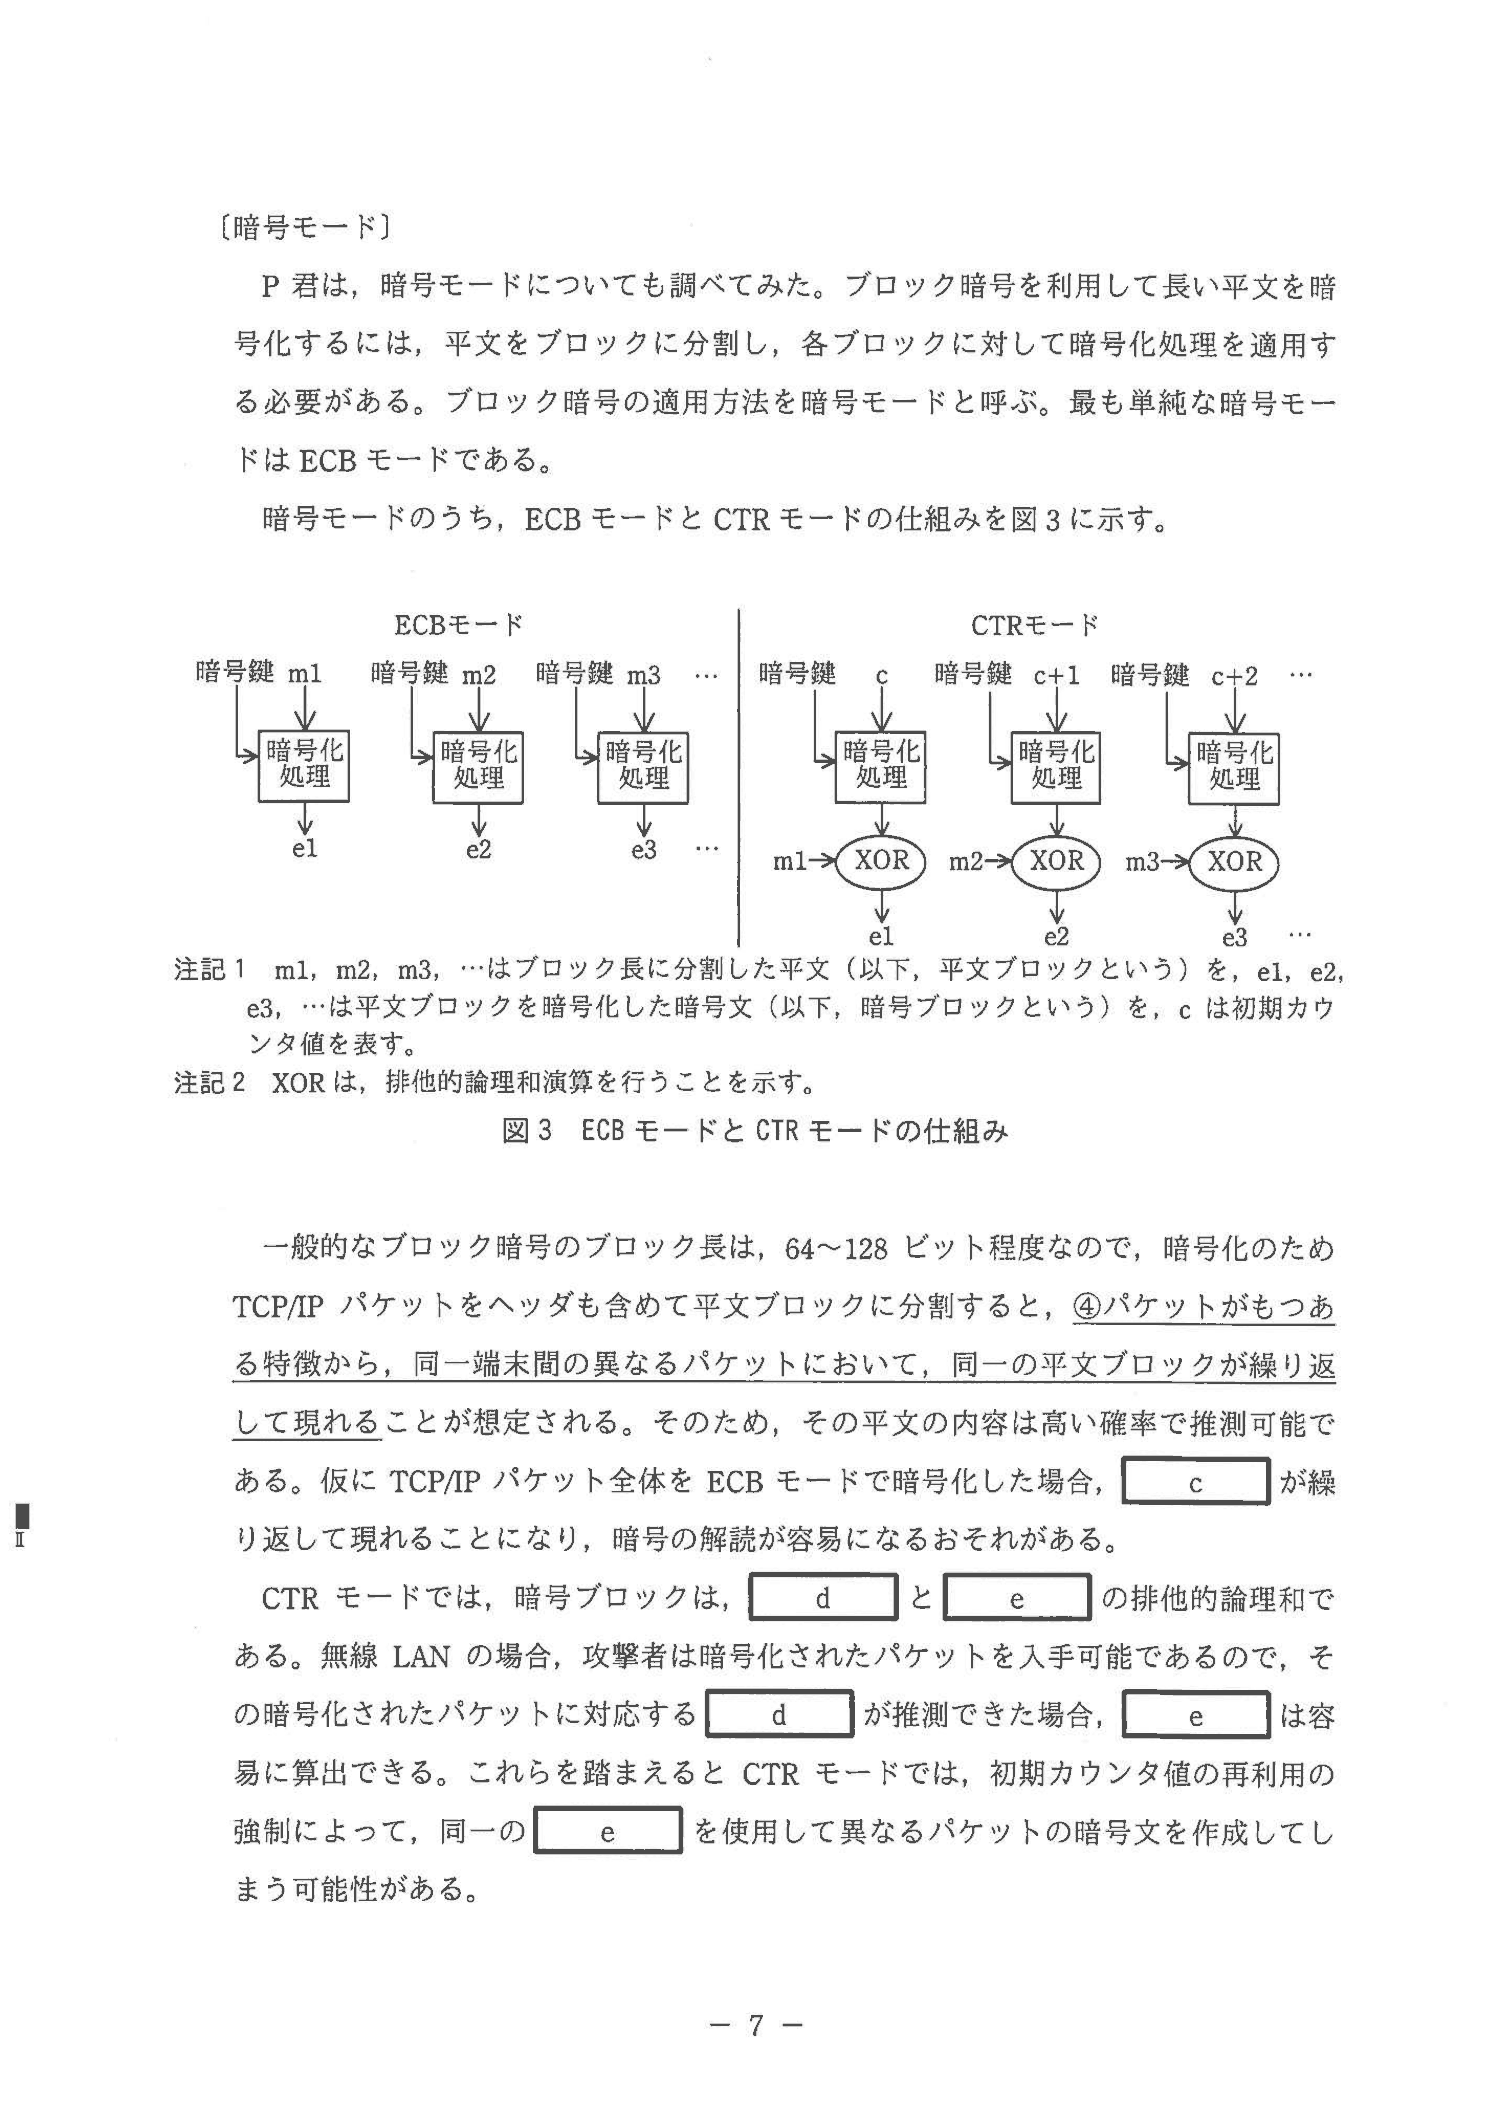 〔暗号モード〕
P 君は，暗号モードについても調べてみた。ブロック暗号を利用して長い平文を暗
号化するには，平文をブロックに分割し，各ブロックに対して暗号化処理を適用す
る必要がある。ブロック暗号の適用方法を暗号モードと呼ぶ。最も単純な暗号モー
ドは ECB モードである。
暗号モードのうち，ECB モードと CTR モードの仕組みを図 3 に示す。
ECBモード
暗号鍵 m1 暗号鍵 m2 暗号鍵 m3 …
暗号化 暗号化 暗号化
処理 処理 処理
e1 e2 e3 …
CTRモード
暗号鍵 c 暗号鍵 c+1 暗号鍵 c+2 …
暗号化 暗号化 暗号化
処理 処理 処理
m1 XOR m2 XOR m3 XOR
e1 e2 e3 …
注記 1 m1，m2，m3，…はブロック長に分割した平文（以下，平文ブロックという）を，e1，e2，
e3，…は平文ブロックを暗号化した暗号文（以下，暗号ブロックという）を，c は初期カウ
ンタ値を表す。
注記 2 XOR は，排他的論理和演算を行うことを示す。
図 3 ECB モードと CTR モードの仕組み
一般的なブロック暗号のブロック長は，64～128 ビット程度なので，暗号化のため
TCP/IP パケットをヘッダも含めて平文ブロックに分割すると，④パケットがもつあ
る特徴から，同一端末間の異なるパケットにおいて，同一の平文ブロックが繰り返
して現れることが想定される。そのため，その平文の内容は高い確率で推測可能で
ある。仮に TCP/IP パケット全体を ECB モードで暗号化した場合， c が繰
り返して現れることになり，暗号の解読が容易になるおそれがある。
CTR モードでは，暗号ブロックは， d と e の排他的論理和で
ある。無線 LAN の場合，攻撃者は暗号化されたパケットを入手可能であるので，そ
の暗号化されたパケットに対応する d が推測できた場合， e は容
易に算出できる。これらを踏まえると CTR モードでは，初期カウンタ値の再利用の
強制によって，同一の e を使用して異なるパケットの暗号文を作成してし
まう可能性がある。
II
－ 7 －